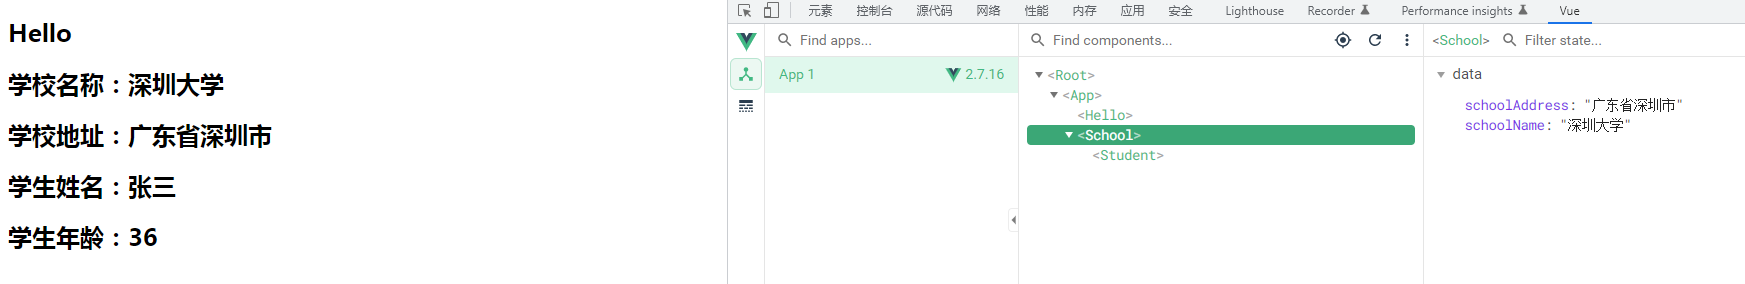 Hello
学校名称：深圳大学
学校地址：广东省深圳市
学生姓名：张三
学生年龄：36
元素 控制台 源代码 网络 性能 内存 应用 安全 Lighthouse Recorder Performance insights Vue
Find apps...
App 1 2.7.16
Find components...
<Root>
<App>
<Hello>
<School>
<Student>
<School> Filter state...
data
schoolAddress: "广东省深圳市"
schoolName: "深圳大学"